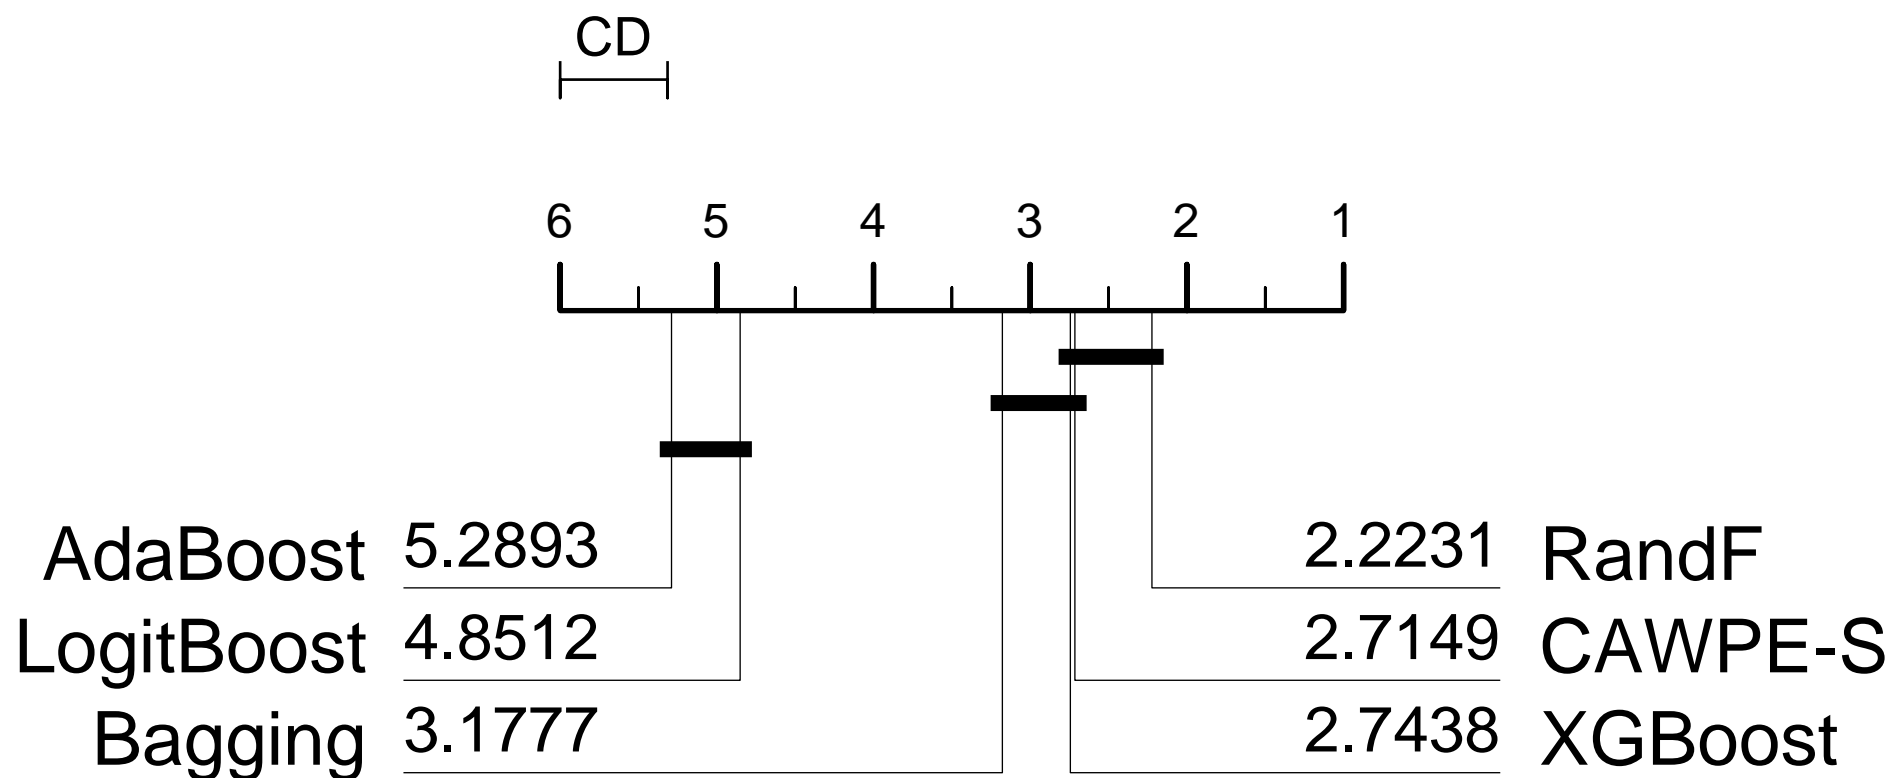 CD
6 5 4 3 2 1
AdaBoost 5.2893 2.2231 RandF
LogitBoost 4.8512 2.7149 CAWPE-S
Bagging 3.1777 2.7438 XGBoost